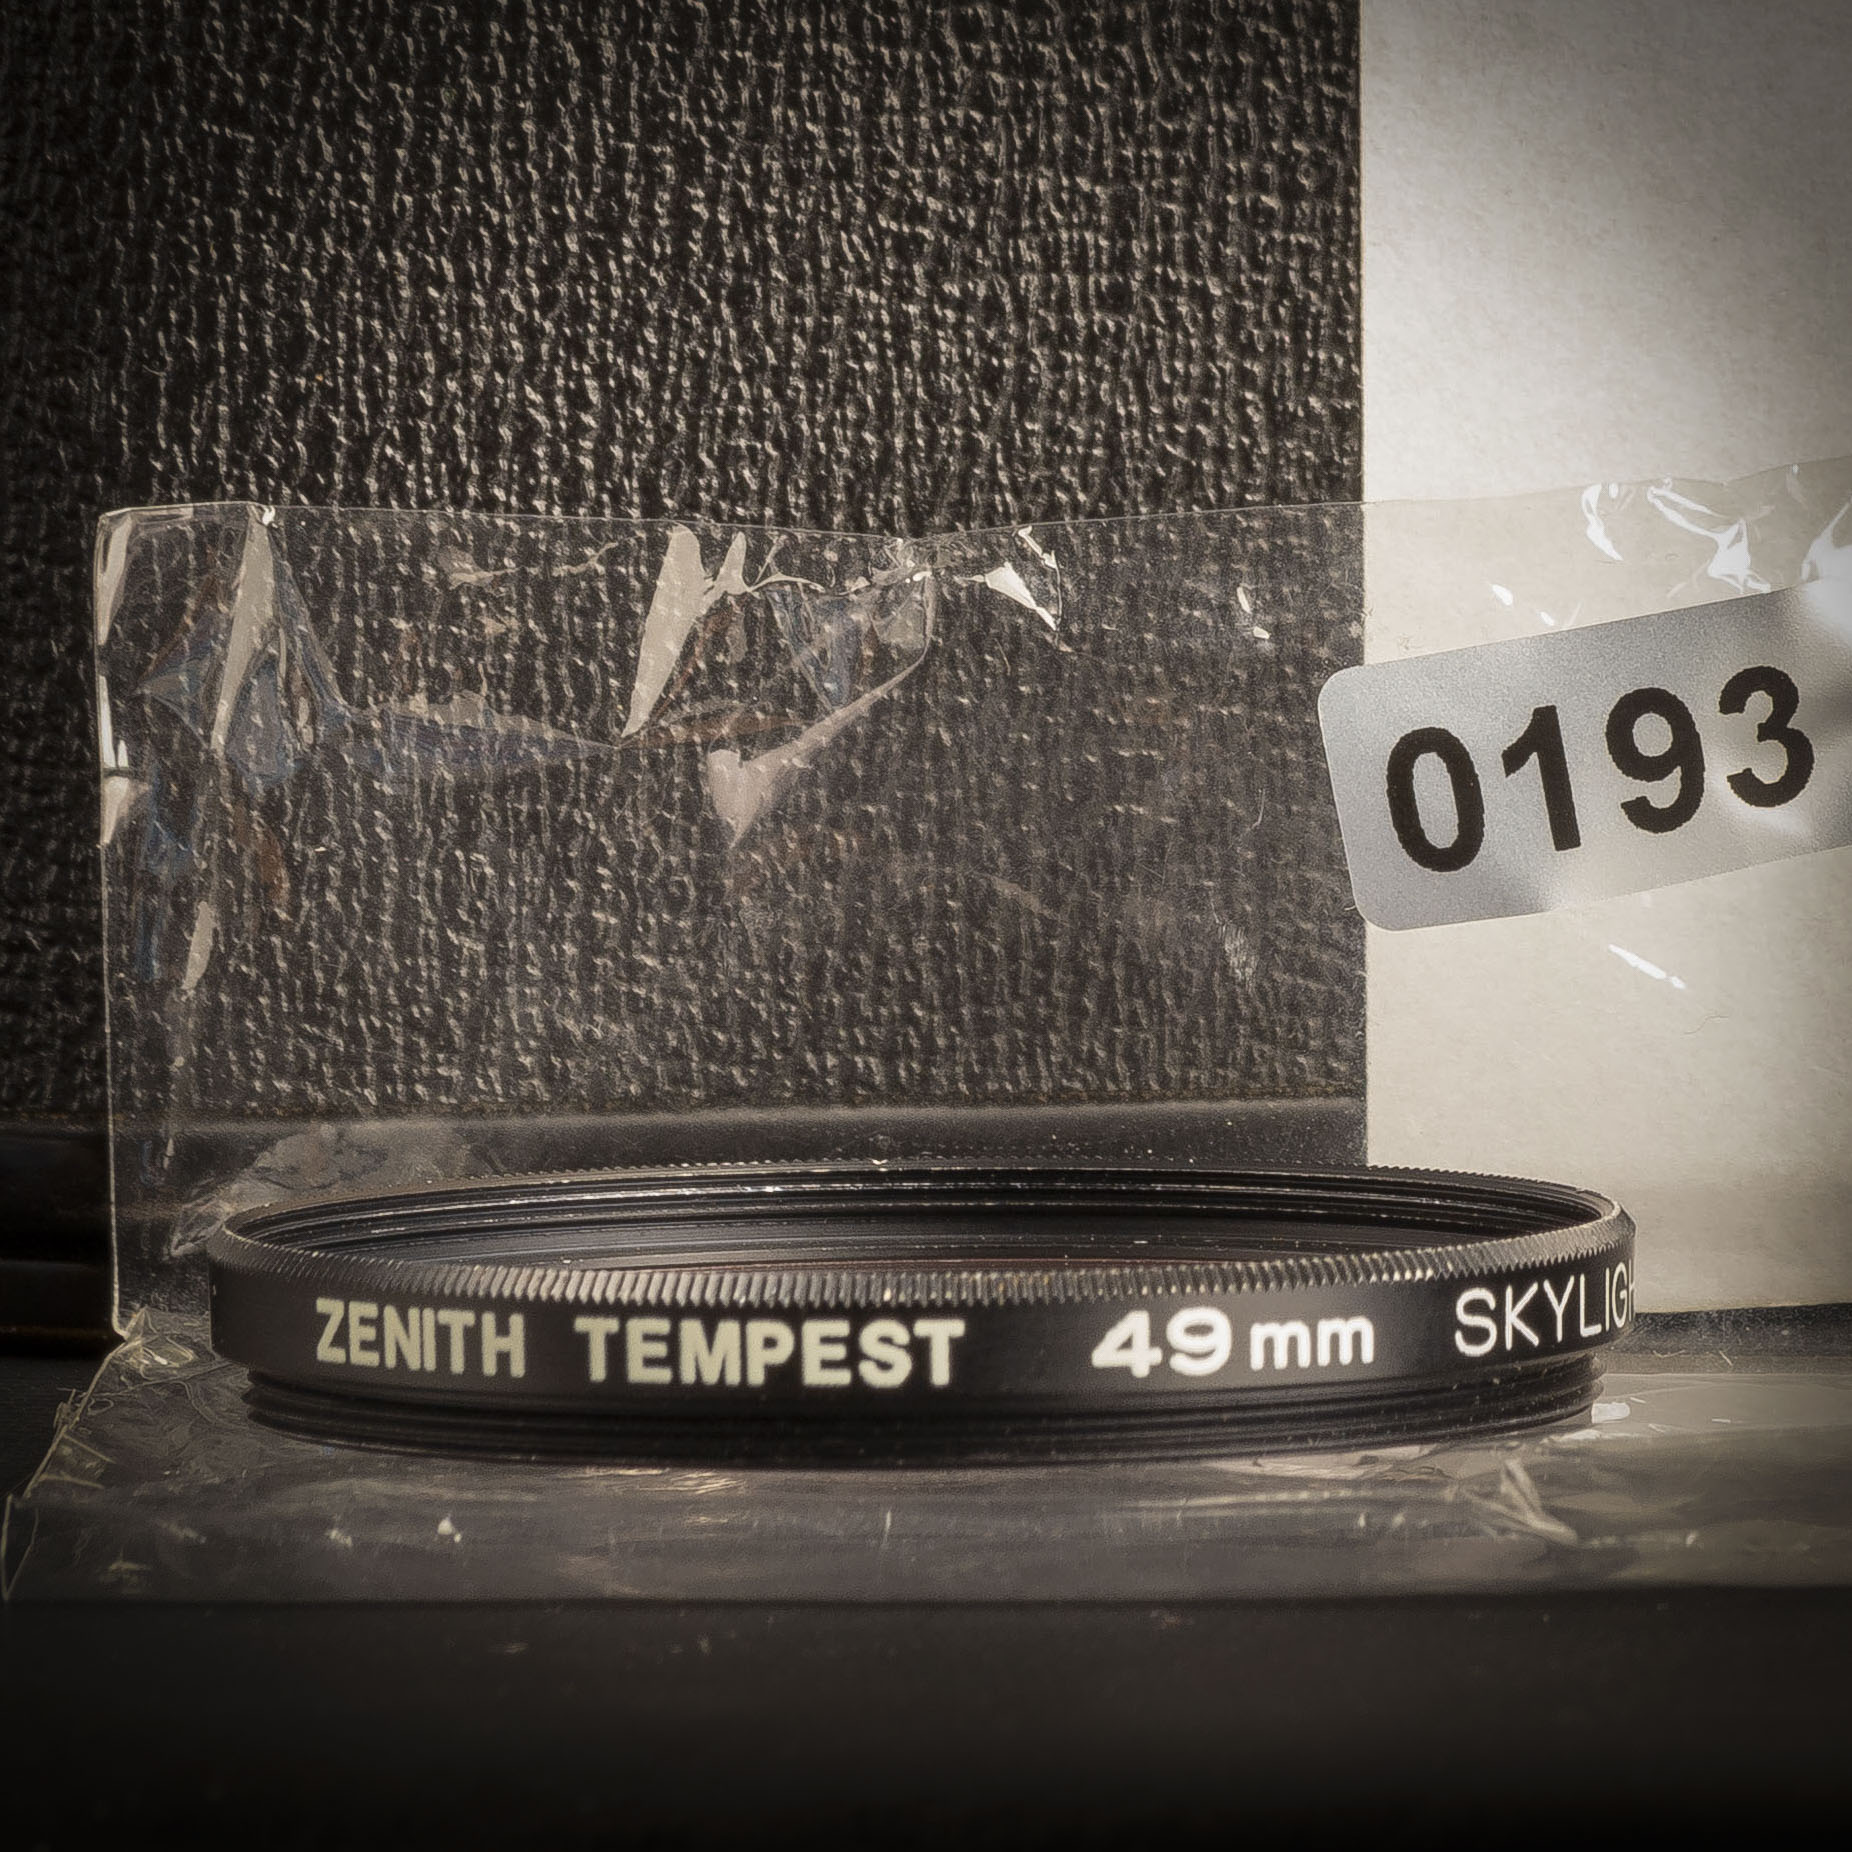 0193
ZENITH TEMPEST 49mm SKYLIGH